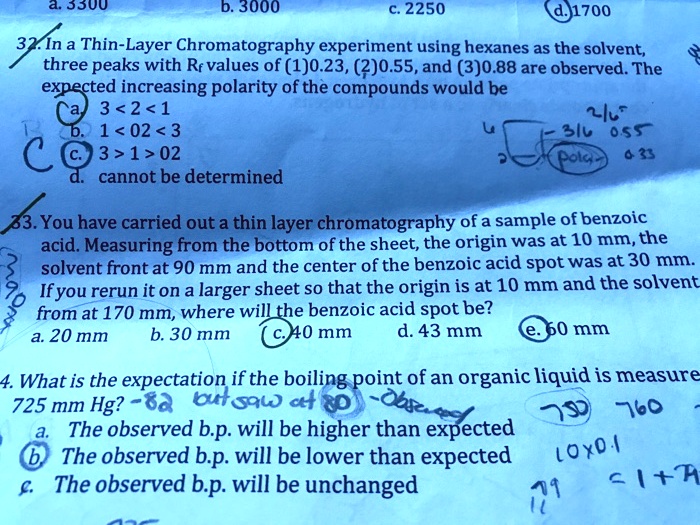 a. 3300 b. 3000 c. 2250 d. 1700
32. In a Thin-Layer Chromatography experiment using hexanes as the solvent,
three peaks with Rf values of (1)0.23, (2)0.55, and (3)0.88 are observed. The
expected increasing polarity of the compounds would be
a. 3 < 2 < 1
b. 1 < 02 < 3
C c. 3 > 1 > 02
d. cannot be determined
0.55
polar
33. You have carried out a thin layer chromatography of a sample of benzoic
acid. Measuring from the bottom of the sheet, the origin was at 10 mm, the
solvent front at 90 mm and the center of the benzoic acid spot was at 30 mm.
If you rerun it on a larger sheet so that the origin is at 10 mm and the solvent
from at 170 mm, where will the benzoic acid spot be?
a. 20 mm b. 30 mm c. 40 mm d. 43 mm e. 60 mm
4. What is the expectation if the boiling point of an organic liquid is measure
725 mm Hg? -82 but saw at 80 - Observed
750 760
a. The observed b.p. will be higher than expected
b. The observed b.p. will be lower than expected
10x0.1
c. The observed b.p. will be unchanged